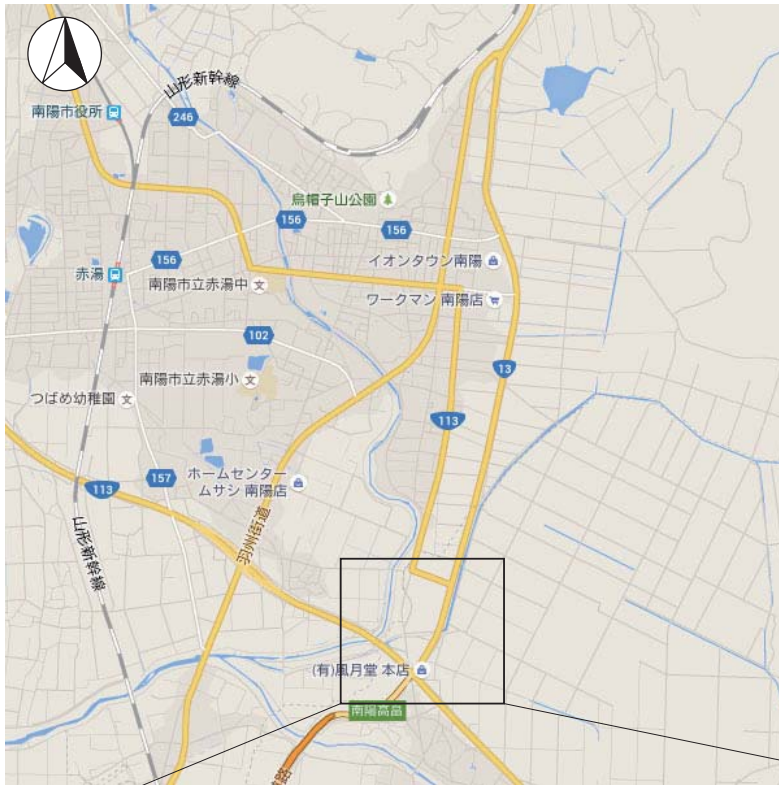 山形新幹線
南陽市役所
246
烏帽子山公園
156
156
イオンタウン南陽
156
赤湯
南陽市立赤湯中
ワークマン 南陽店
102
13
南陽市立赤湯小
つばめ幼稚園
113
157
ホームセンター
ムサシ 南陽店
113
羽州街道
山形新幹線
(有)風月堂 本店
南陽高畠
路